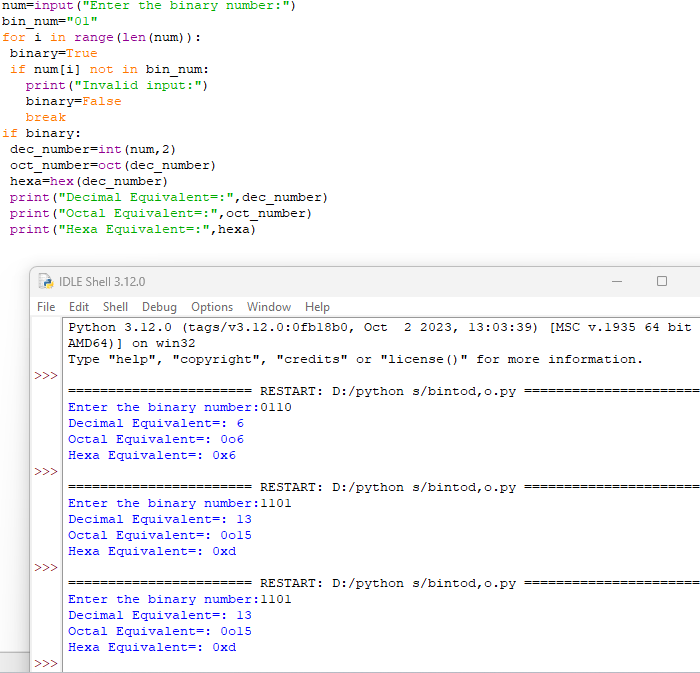 num=input("Enter the binary number:")
bin_num="01"
for i in range(len(num)):
 binary=True
 if num[i] not in bin_num:
   print("Invalid input:")
   binary=False
   break
if binary:
 dec_number=int(num,2)
 oct_number=oct(dec_number)
 hexa=hex(dec_number)
 print("Decimal Equivalent=:",dec_number)
 print("Octal Equivalent=:",oct_number)
 print("Hexa Equivalent=:",hexa)
IDLE Shell 3.12.0
File Edit Shell Debug Options Window Help
Python 3.12.0 (tags/v3.12.0:0fb18b0, Oct  2 2023, 13:03:39) [MSC v.1935 64 bit
AMD64)] on win32
Type "help", "copyright", "credits" or "license()" for more information.
>>>
======================== RESTART: D:/python s/bintod,o.py =======================
Enter the binary number:0110
Decimal Equivalent=: 6
Octal Equivalent=: 0o6
Hexa Equivalent=: 0x6
>>>
======================== RESTART: D:/python s/bintod,o.py =======================
Enter the binary number:1101
Decimal Equivalent=: 13
Octal Equivalent=: 0o15
Hexa Equivalent=: 0xd
>>>
======================== RESTART: D:/python s/bintod,o.py =======================
Enter the binary number:1101
Decimal Equivalent=: 13
Octal Equivalent=: 0o15
Hexa Equivalent=: 0xd
>>>